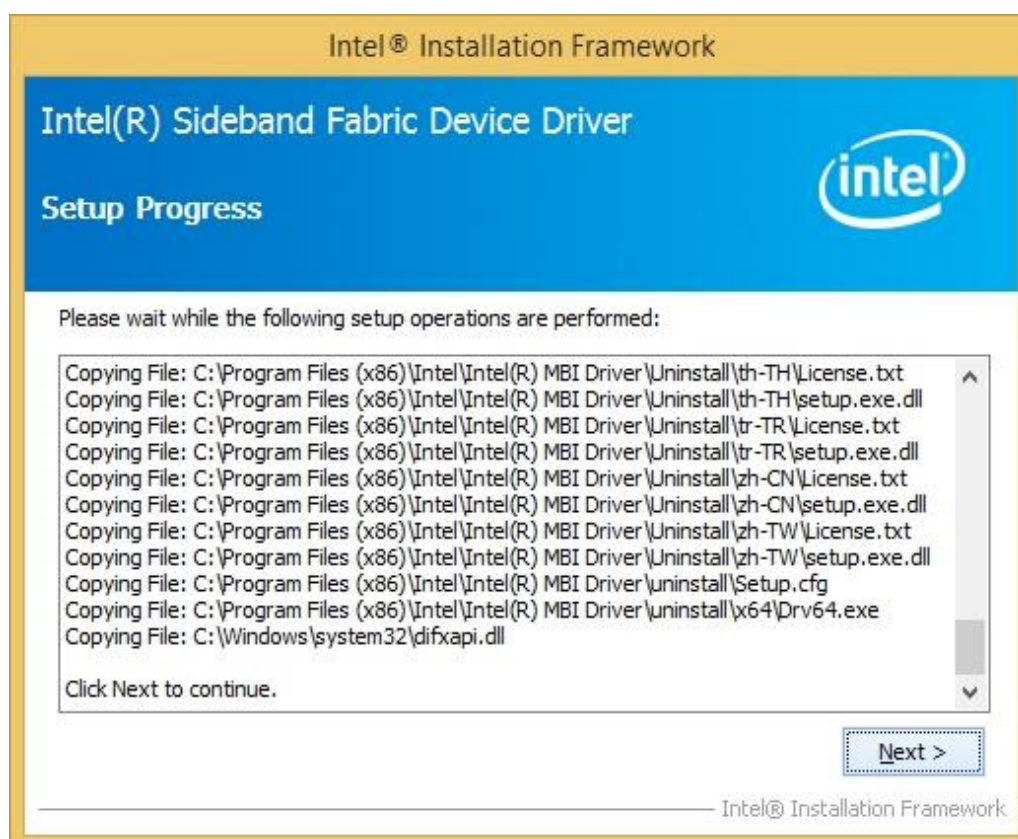 Intel® Installation Framework
Intel(R) Sideband Fabric Device Driver
intel
Setup Progress
Please wait while the following setup operations are performed:
Copying File: C:\Program Files (x86)\Intel\Intel(R) MBI Driver\Uninstall\th-TH\License.txt
Copying File: C:\Program Files (x86)\Intel\Intel(R) MBI Driver\Uninstall\th-TH\setup.exe.dll
Copying File: C:\Program Files (x86)\Intel\Intel(R) MBI Driver\Uninstall\tr-TR\License.txt
Copying File: C:\Program Files (x86)\Intel\Intel(R) MBI Driver\Uninstall\tr-TR\setup.exe.dll
Copying File: C:\Program Files (x86)\Intel\Intel(R) MBI Driver\Uninstall\zh-CN\License.txt
Copying File: C:\Program Files (x86)\Intel\Intel(R) MBI Driver\Uninstall\zh-CN\setup.exe.dll
Copying File: C:\Program Files (x86)\Intel\Intel(R) MBI Driver\Uninstall\zh-TW\License.txt
Copying File: C:\Program Files (x86)\Intel\Intel(R) MBI Driver\Uninstall\zh-TW\setup.exe.dll
Copying File: C:\Program Files (x86)\Intel\Intel(R) MBI Driver\uninstall\Setup.cfg
Copying File: C:\Program Files (x86)\Intel\Intel(R) MBI Driver\uninstall\x64\Drv64.exe
Copying File: C:\Windows\system32\difxapi.dll
Click Next to continue.
Next >
Intel® Installation Framework